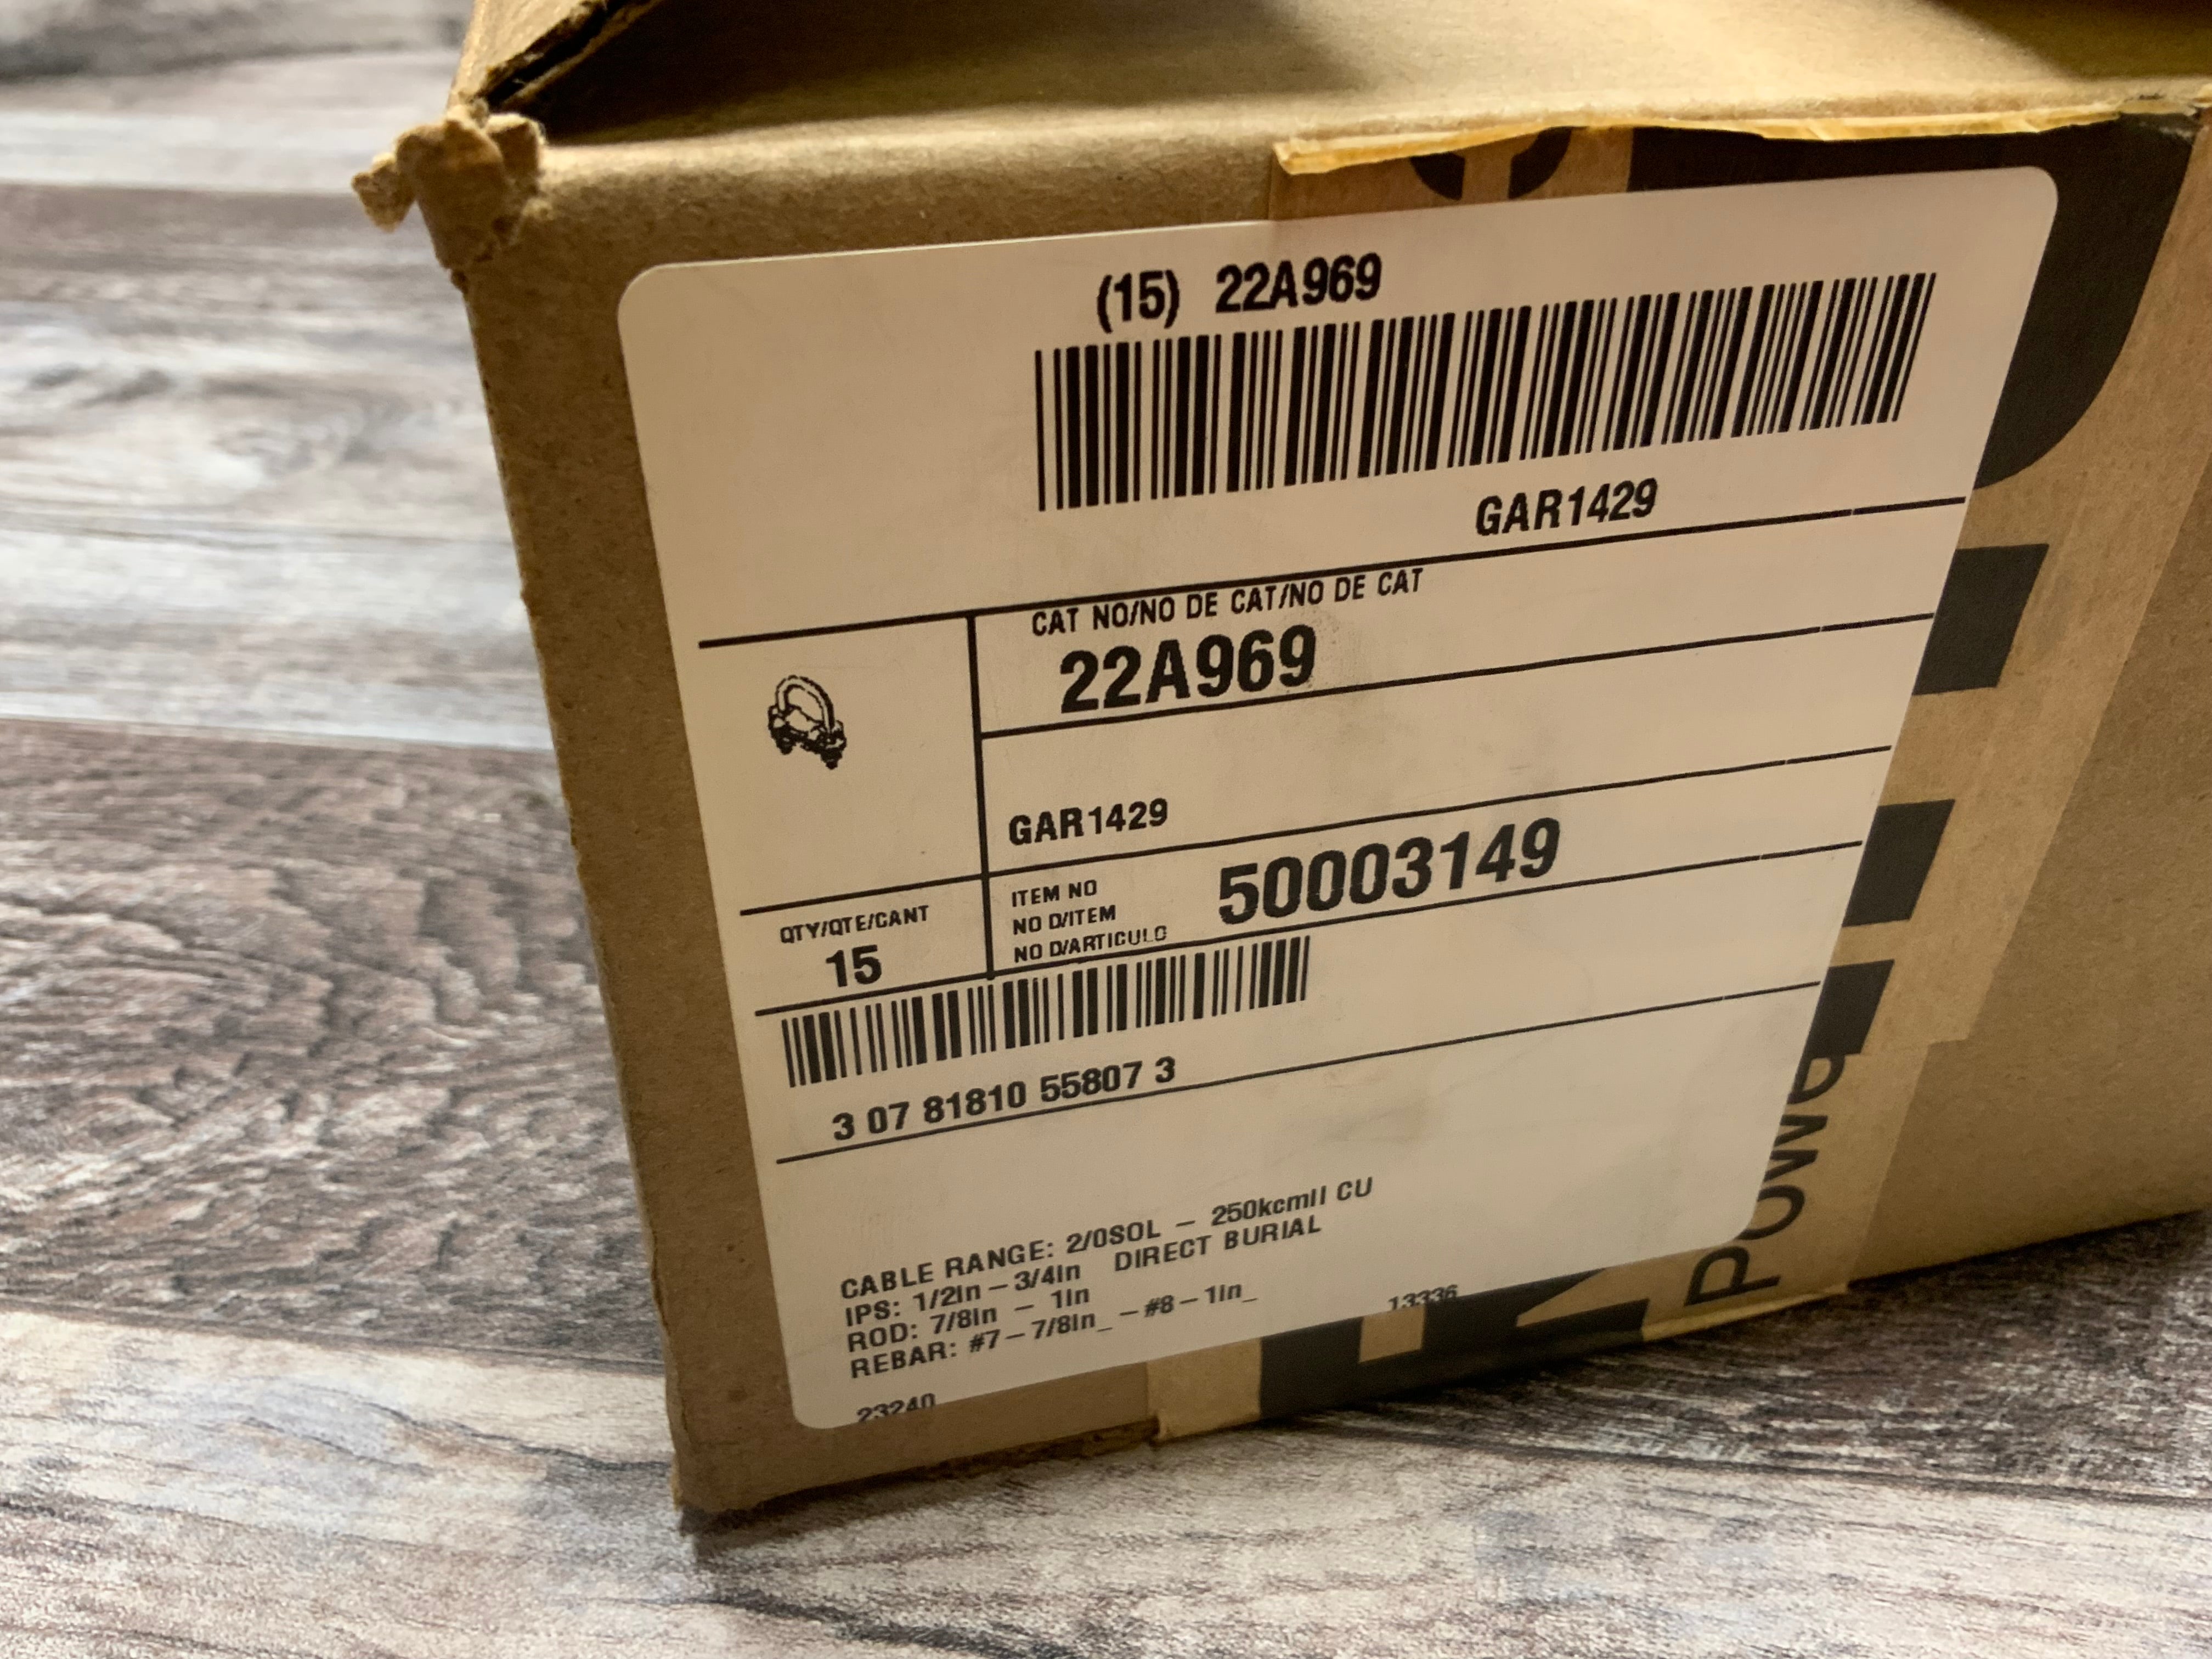 (15) 22A969
GAR1429
CAT NO/NO DE CAT/NO DE CAT
22A969
GAR1429
QTY/QTE/CANT
15
ITEM NO
NO D/ITEM
NO D/ARTICULO
50003149
3 07 81810 55807 3
CABLE RANGE: 2/0SOL – 250kcmil CU
IPS: 1/2in – 3/4in DIRECT BURIAL
ROD: 7/8in – 1in
REBAR: #7 – 7/8in_ – #8 – 1in_
13336
23240
Powe